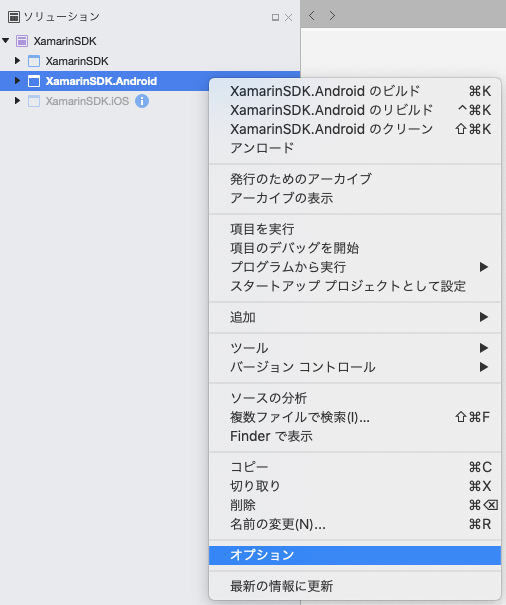 ソリューション
XamarinSDK
XamarinSDK
XamarinSDK.Android
XamarinSDK.iOS
XamarinSDK.Android のビルド ⌘K
XamarinSDK.Android のリビルド ^⌘K
XamarinSDK.Android のクリーン ⇧⌘K
アンロード
発行のためのアーカイブ
アーカイブの表示
項目を実行
項目のデバッグを開始
プログラムから実行
スタートアップ プロジェクトとして設定
追加
ツール
バージョン コントロール
ソースの分析
複数ファイルで検索(I)... ⇧⌘F
Finder で表示
コピー ⌘C
切り取り ⌘X
削除 ⌘⌫
名前の変更(N)... ⌘R
オプション
最新の情報に更新